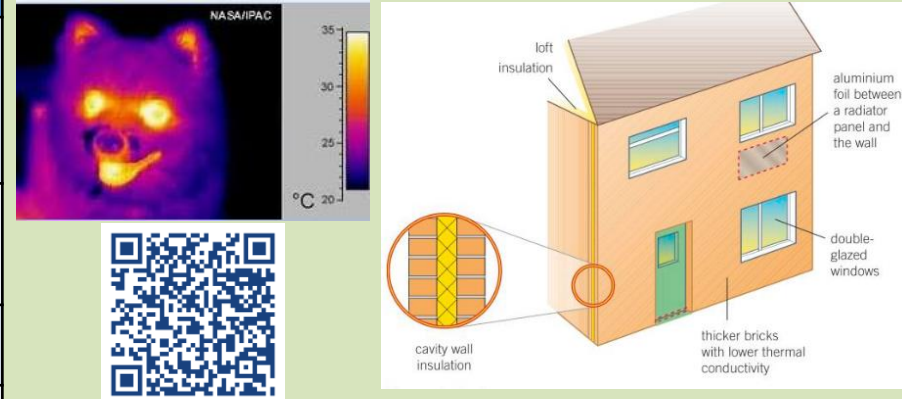 NASA/IPAC
35
30
25
°C 20
loft
insulation
aluminium
foil between
a radiator
panel and
the wall
double-
glazed
windows
thicker bricks
with lower thermal
conductivity
cavity wall
insulation